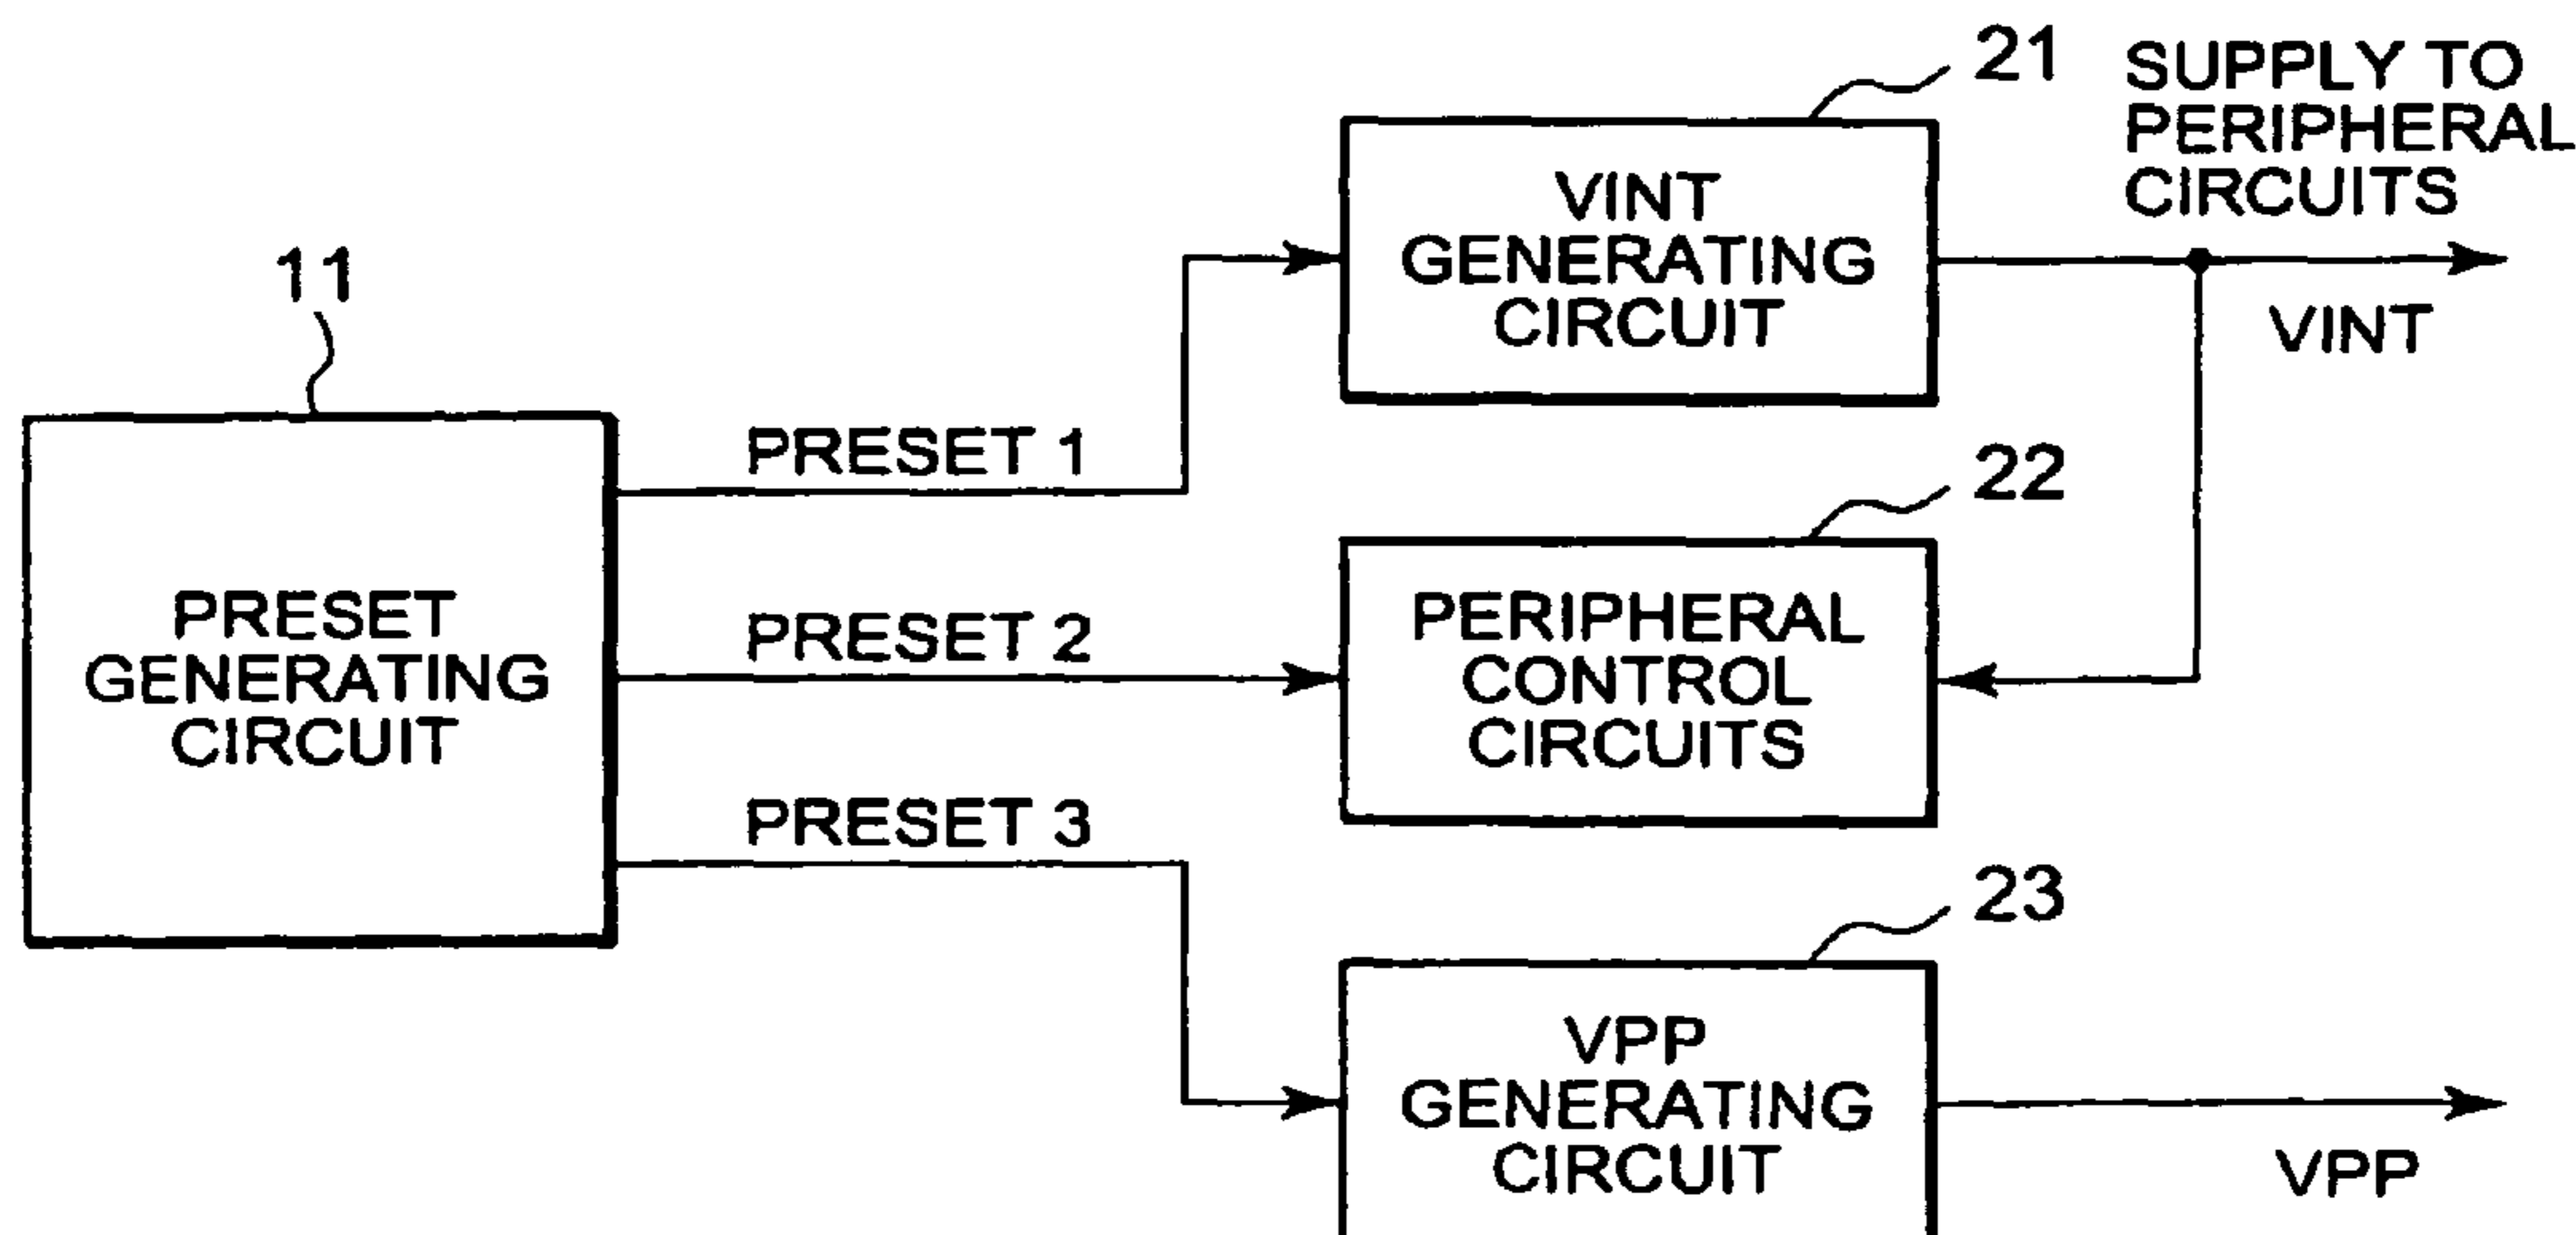 21
SUPPLY TO
PERIPHERAL
CIRCUITS
VINT
GENERATING
CIRCUIT
VINT
11
PRESET
GENERATING
CIRCUIT
PRESET 1
PRESET 2
PRESET 3
22
PERIPHERAL
CONTROL
CIRCUITS
23
VPP
GENERATING
CIRCUIT
VPP